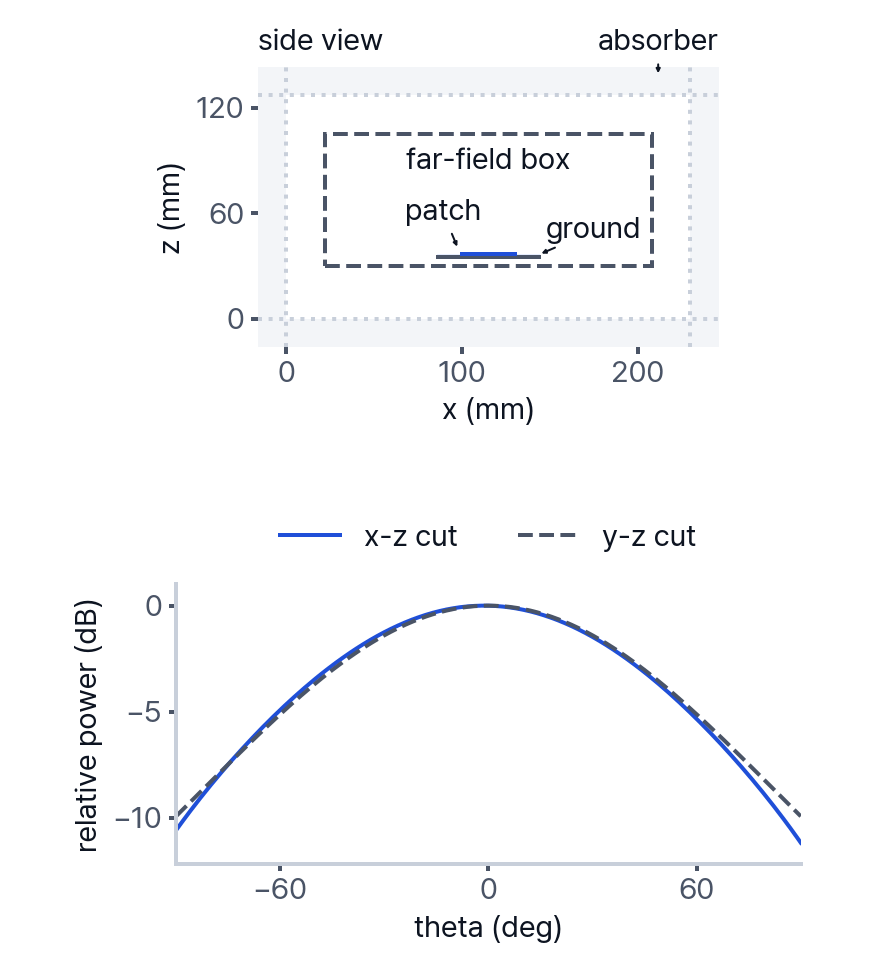 side view
absorber
120
far-field box
patch
60
ground
z (mm)
0
0
100
200
x (mm)
x-z cut
y-z cut
0
−5
−10
relative power (dB)
−60
0
60
theta (deg)